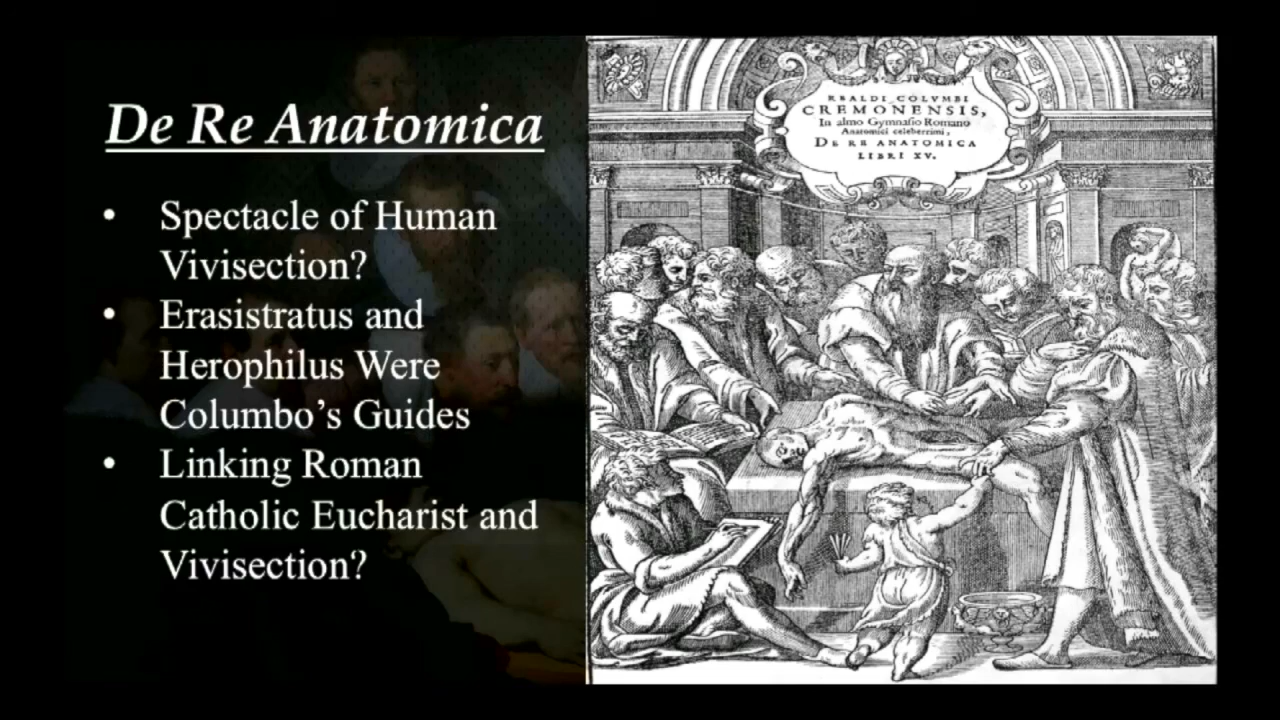 De Re Anatomica
• Spectacle of Human
Vivisection?
• Erasistratus and
Herophilus Were
Columbo's Guides
• Linking Roman
Catholic Eucharist and
Vivisection?
REALDI COLVMBI
CREMONENSIS,
In almo Gymnasio Romano
Anatomici celeberrimi,
DE RE ANATOMICA
LIBRI XV.